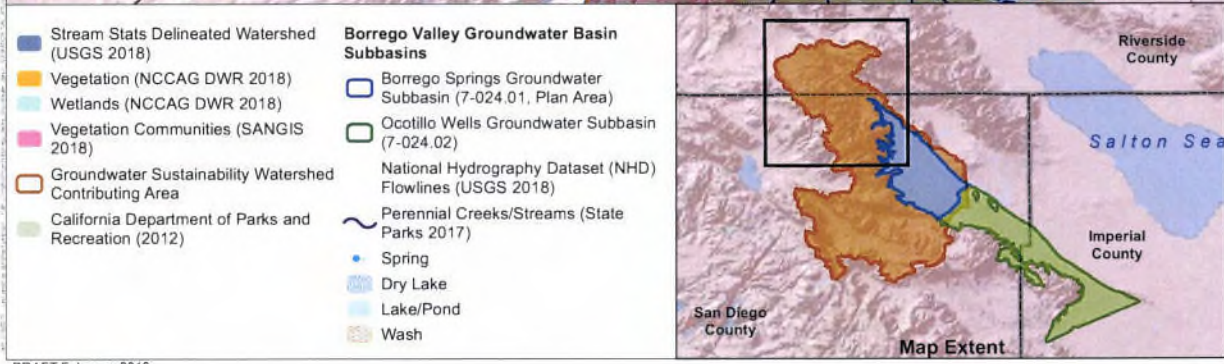 Stream Stats Delineated Watershed
(USGS 2018)
Vegetation (NCCAG DWR 2018)
Wetlands (NCCAG DWR 2018)
Vegetation Communities (SANGIS
2018)
Groundwater Sustainability Watershed
Contributing Area
California Department of Parks and
Recreation (2012)
Borrego Valley Groundwater Basin
Subbasins
Borrego Springs Groundwater
Subbasin (7-024.01, Plan Area)
Ocotillo Wells Groundwater Subbasin
(7-024.02)
National Hydrography Dataset (NHD)
Flowlines (USGS 2018)
Perennial Creeks/Streams (State
Parks 2017)
Spring
Dry Lake
Lake/Pond
Wash
Riverside
County
Salton Sea
Imperial
County
San Diego
County
Map Extent